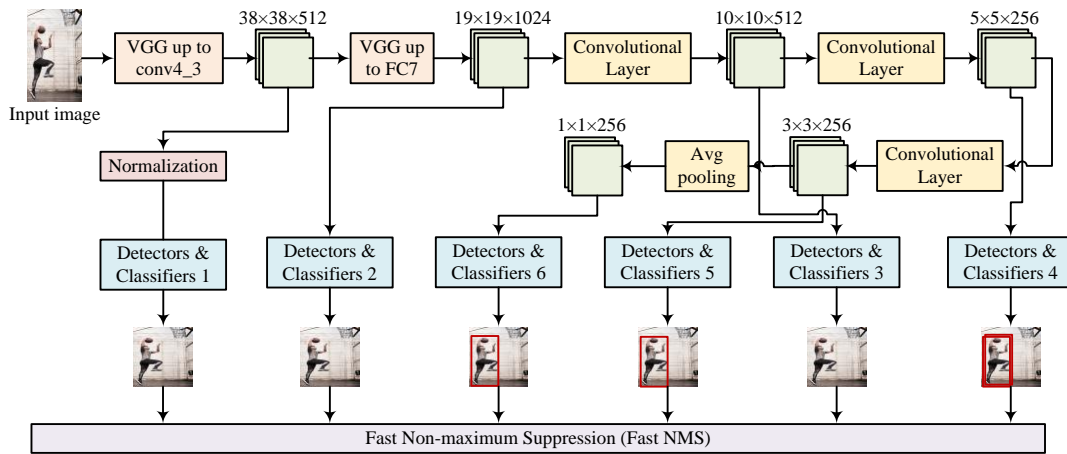 38×38×512
19×19×1024
10×10×512
5×5×256
VGG up to
conv4_3
VGG up
to FC7
Convolutional
Layer
Convolutional
Layer
Input image
1×1×256
3×3×256
Normalization
Avg
pooling
Convolutional
Layer
Detectors &
Classifiers 1
Detectors &
Classifiers 2
Detectors &
Classifiers 6
Detectors &
Classifiers 5
Detectors &
Classifiers 3
Detectors &
Classifiers 4
Fast Non-maximum Suppression (Fast NMS)